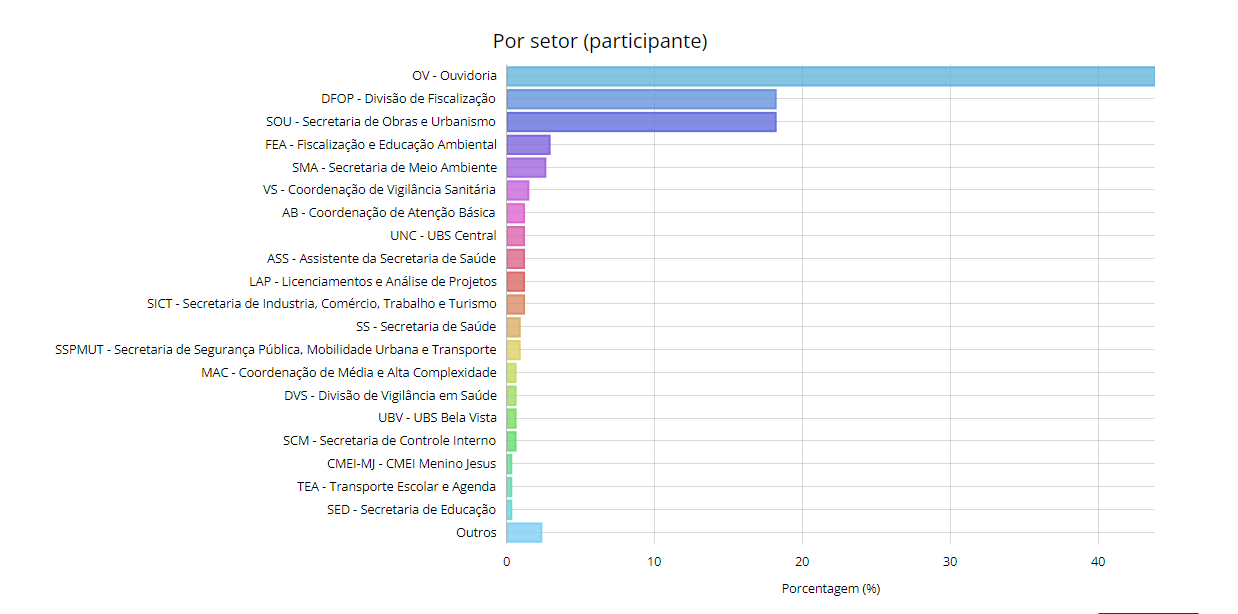 Por setor (participante)
OV - Ouvidoria
DFOP - Divisão de Fiscalização
SOU - Secretaria de Obras e Urbanismo
FEA - Fiscalização e Educação Ambiental
SMA - Secretaria de Meio Ambiente
VS - Coordenação de Vigilância Sanitária
AB - Coordenação de Atenção Básica
UNC - UBS Central
ASS - Assistente da Secretaria de Saúde
LAP - Licenciamentos e Análise de Projetos
SICT - Secretaria de Industria, Comércio, Trabalho e Turismo
SS - Secretaria de Saúde
SSPMUT - Secretaria de Segurança Pública, Mobilidade Urbana e Transporte
MAC - Coordenação de Média e Alta Complexidade
DVS - Divisão de Vigilância em Saúde
UBV - UBS Bela Vista
SCM - Secretaria de Controle Interno
CMEI-MJ - CMEI Menino Jesus
TEA - Transporte Escolar e Agenda
SED - Secretaria de Educação
Outros
0 10 20 30 40
Porcentagem (%)